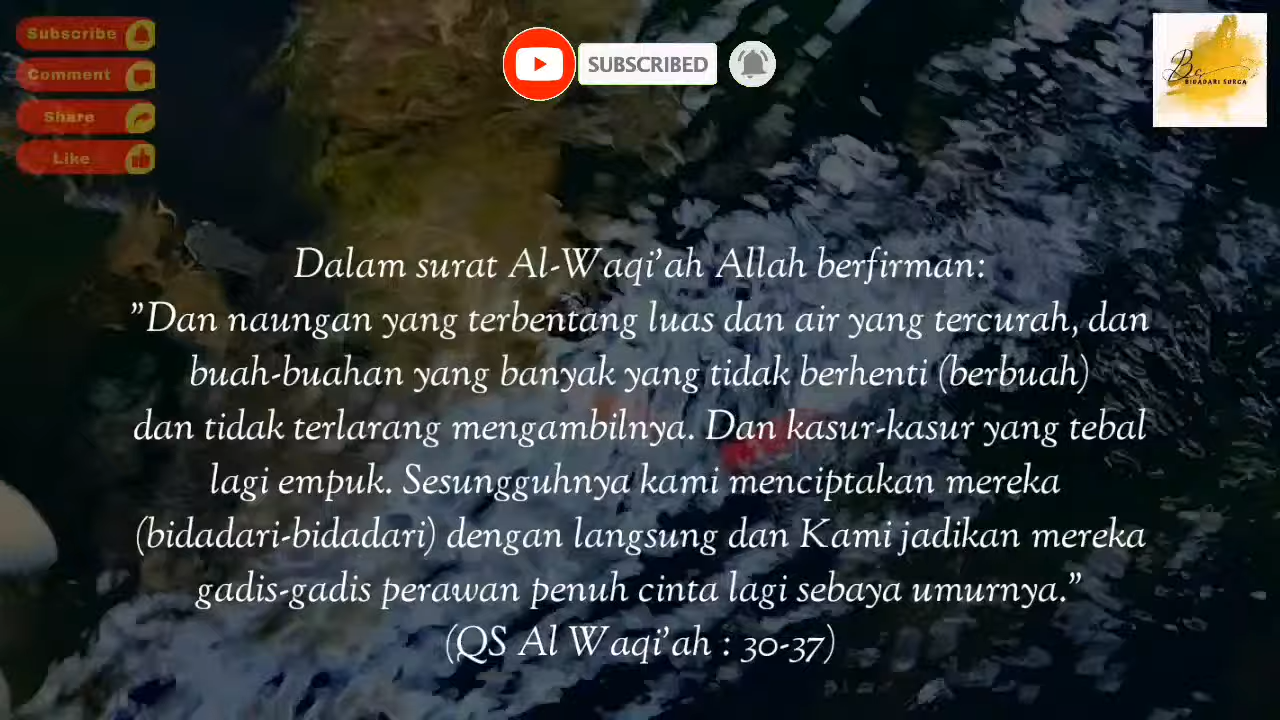 Subscribe
Comment
Share
Like
SUBSCRIBED
Bs
BIDADARI SURGA
Dalam surat Al-Waqi’ah Allah berfirman:
”Dan naungan yang terbentang luas dan air yang tercurah, dan
buah-buahan yang banyak yang tidak berhenti (berbuah)
dan tidak terlarang mengambilnya. Dan kasur-kasur yang tebal
lagi empuk. Sesungguhnya kami menciptakan mereka
(bidadari-bidadari) dengan langsung dan Kami jadikan mereka
gadis-gadis perawan penuh cinta lagi sebaya umurnya.”
(QS Al Waqi’ah : 30-37)